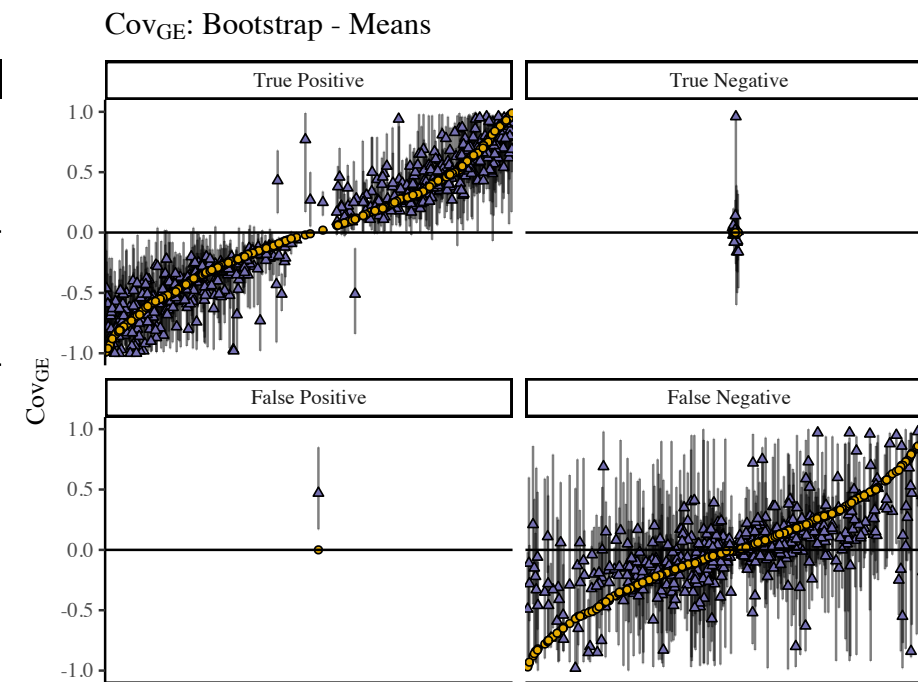 CovGE: Bootstrap - Means
True Positive
True Negative
1.0
0.5
0.0
-0.5
-1.0
CovGE
False Positive
False Negative
1.0
0.5
0.0
-0.5
-1.0